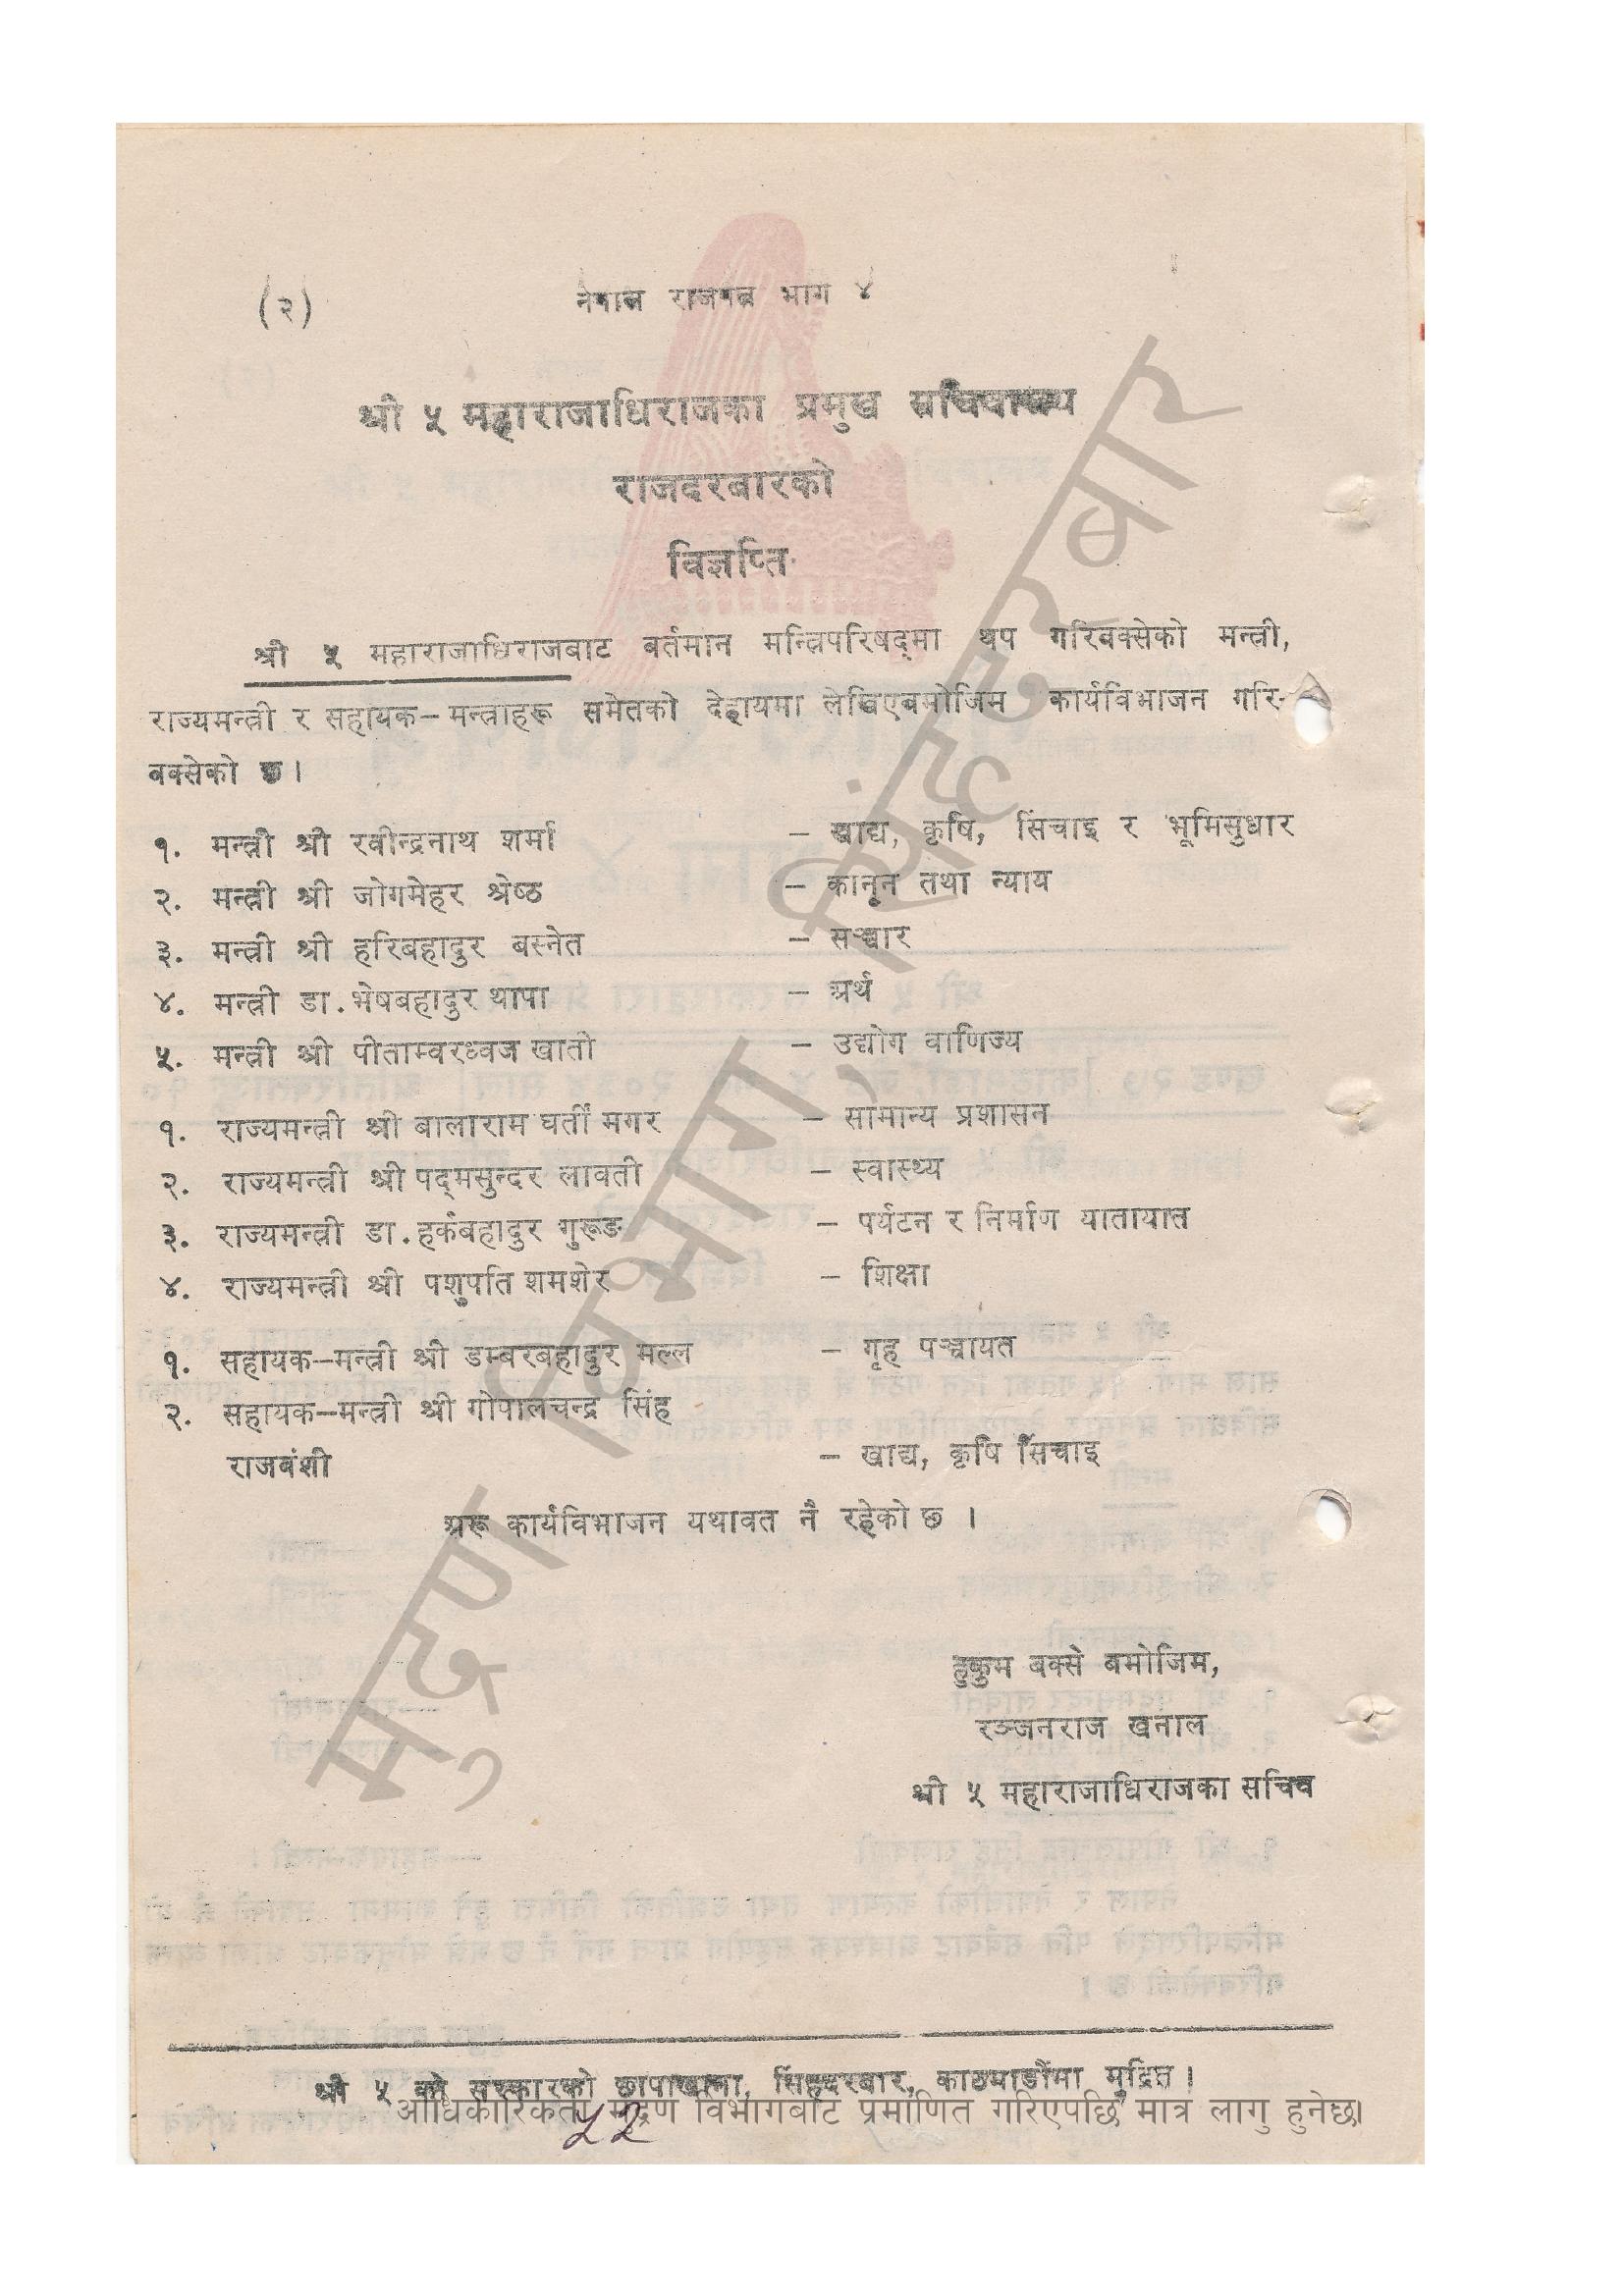 (२)
नेपाल राजपत्र भाग ४
श्री ५ महाराजाधिराजका प्रमुख सचिवालय
राजदरबारको
विज्ञप्ति
श्री ५ महाराजाधिराजबाट बर्तमान मन्त्रिपरिषद्‌मा थप गरिबक्सेको मन्त्री,
राज्यमन्त्री र सहायक–मन्त्रीहरू समेतको देहायमा लेखिएबमोजिम कार्यविभाजन गरि-
बक्सेको छ ।
१. मन्त्री श्री रवीन्द्रनाथ शर्मा – खाद्य, कृषि, सिंचाइ र भूमिसुधार
२. मन्त्री श्री जोगमेहर श्रेष्ठ – कानून तथा न्याय
३. मन्त्री श्री हरिबहादुर बस्नेत – सञ्चार
४. मन्त्री डा. भेषबहादुर थापा – अर्थ
५. मन्त्री श्री पीताम्वरध्वज खाती – उद्योग वाणिज्य
१. राज्यमन्त्री श्री बालाराम घर्ती मगर – सामान्य प्रशासन
२. राज्यमन्त्री श्री पद्‌मसुन्दर लावती – स्वास्थ्य
३. राज्यमन्त्री डा. हर्कबहादुर गुरूङ – पर्यटन र निर्माण यातायात
४. राज्यमन्त्री श्री पशुपति शमशेर – शिक्षा
१. सहायक–मन्त्री श्री डम्बरबहादुर मल्ल – गृह पञ्चायत
२. सहायक–मन्त्री श्री गोपालचन्द्र सिंह
राजबंशी – खाद्य, कृषि सिंचाइ
अरू कार्यविभाजन यथावत नै रहेको छ ।
हुकुम बक्से बमोजिम,
रञ्जनराज खनाल
श्री ५ महाराजाधिराजका सचिव
श्री ५ को सरकारको छापाखाना, सिंहदरबार, काठमाडौंमा मुद्रित ।
आधिकारिकता मुद्रण विभागबाट प्रमाणित गरिएपछि मात्र लागु हुनेछ।
५२
मुद्रण विभाग, सिंहदरबार